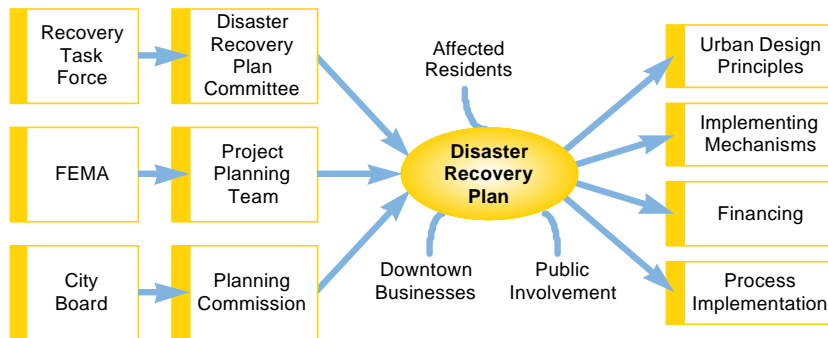 Recovery
Task
Force
Disaster
Recovery
Plan
Committee
FEMA
Project
Planning
Team
City
Board
Planning
Commission
Affected
Residents
Disaster
Recovery
Plan
Downtown
Businesses
Public
Involvement
Urban Design
Principles
Implementing
Mechanisms
Financing
Process
Implementation